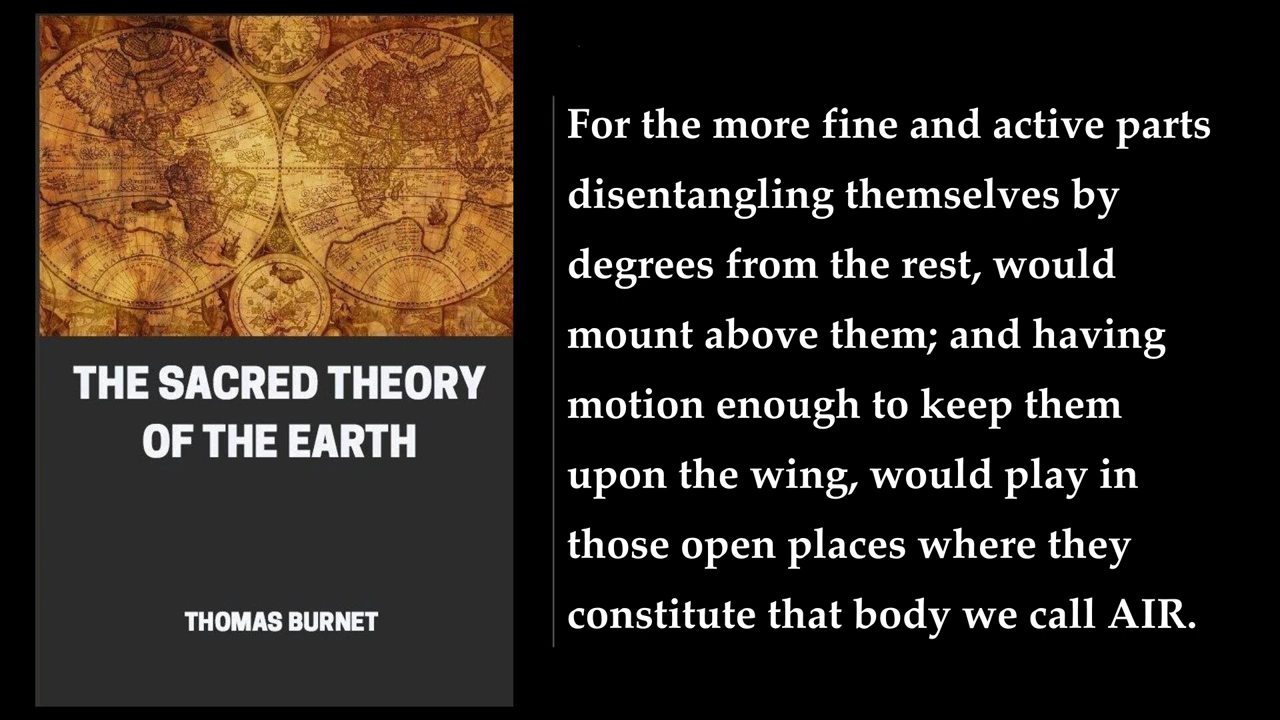 THE SACRED THEORY
OF THE EARTH
THOMAS BURNET
For the more fine and active parts
disentangling themselves by
degrees from the rest, would
mount above them; and having
motion enough to keep them
upon the wing, would play in
those open places where they
constitute that body we call AIR.